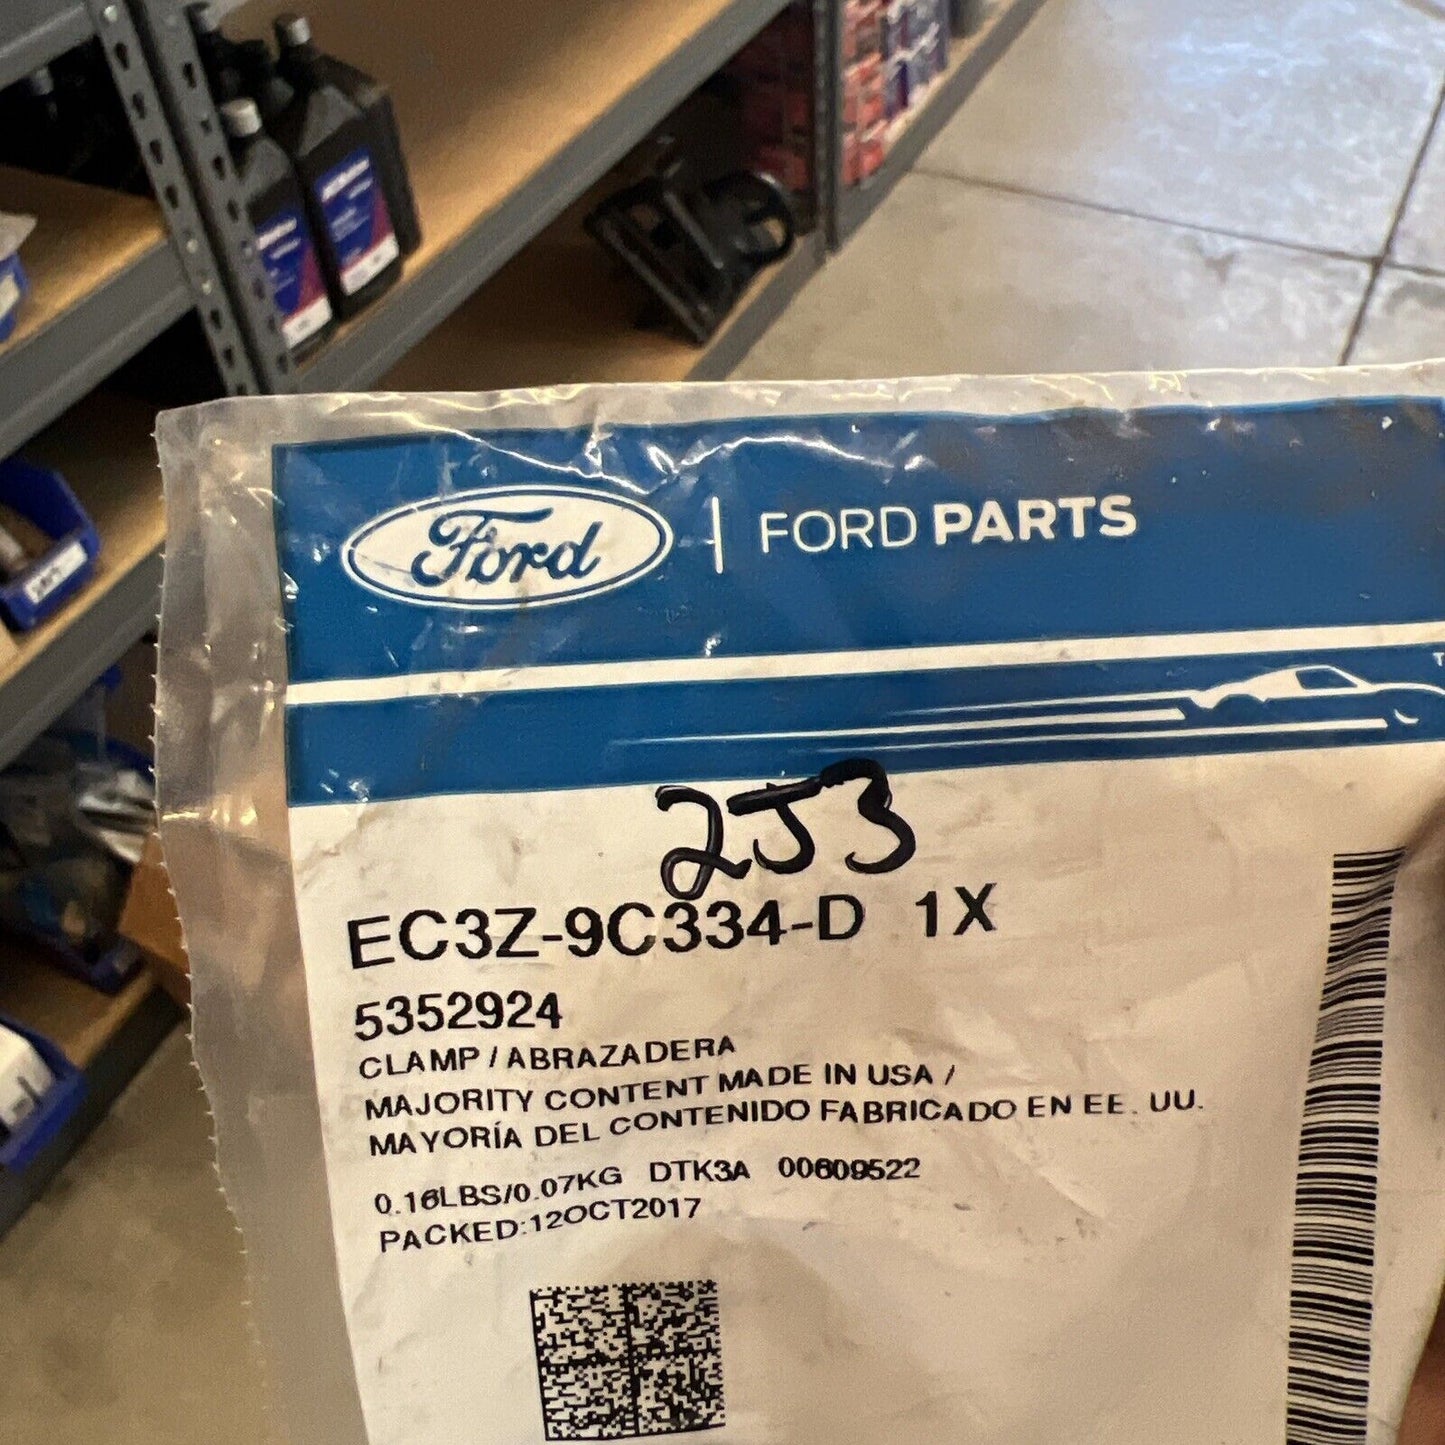 Ford | FORD PARTS
2J3
EC3Z-9C334-D 1X
5352924
CLAMP / ABRAZADERA
MAJORITY CONTENT MADE IN USA /
MAYORÍA DEL CONTENIDO FABRICADO EN EE. UU.
0.16LBS/0.07KG DTK3A 00609522
PACKED:12OCT2017